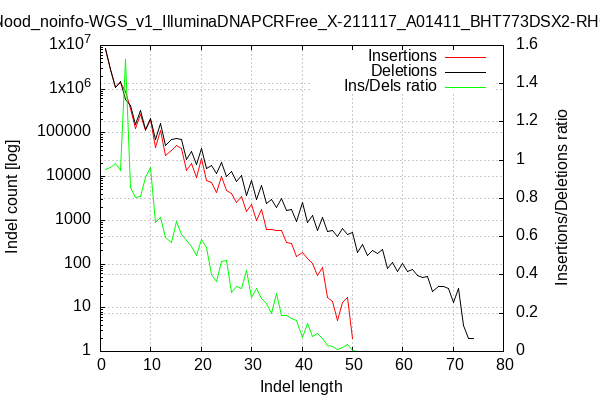 Nood_noinfo-WGS_v1_IlluminaDNAPCRFree_X-211117_A01411_BHT773DSX2-RH
Insertions
Deletions
Ins/Dels ratio
1x10^7
1x10^6
100000
10000
1000
100
10
1
1.6
1.4
1.2
1
0.8
0.6
0.4
0.2
0
0 10 20 30 40 50 60 70 80
Indel length
Indel count [log]
Insertions/Deletions ratio